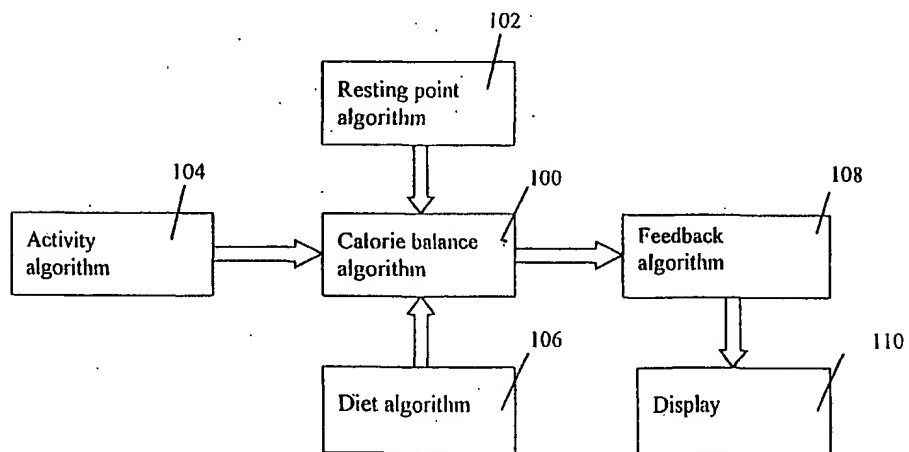 102
Resting point
algorithm
104
Activity
algorithm
100
Calorie balance
algorithm
108
Feedback
algorithm
106
Diet algorithm
110
Display